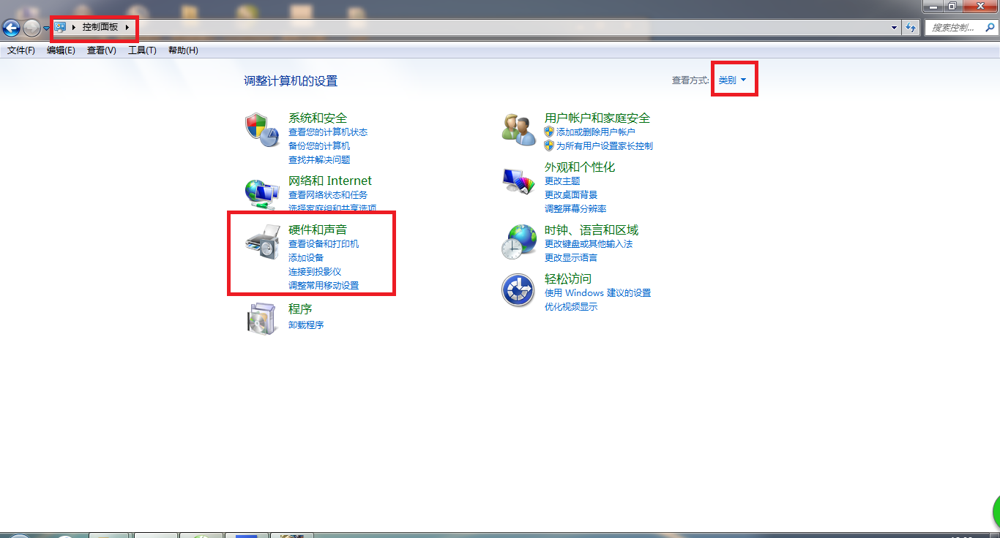 控制面板
搜索控制...
文件(F) 编辑(E) 查看(V) 工具(T) 帮助(H)
调整计算机的设置
查看方式: 类别
系统和安全
查看您的计算机状态
备份您的计算机
查找并解决问题
网络和 Internet
查看网络状态和任务
选择家庭组和共享选项
硬件和声音
查看设备和打印机
添加设备
连接到投影仪
调整常用移动设置
程序
卸载程序
用户帐户和家庭安全
添加或删除用户帐户
为所有用户设置家长控制
外观和个性化
更改主题
更改桌面背景
调整屏幕分辨率
时钟、语言和区域
更改键盘或其他输入法
更改显示语言
轻松访问
使用 Windows 建议的设置
优化视频显示